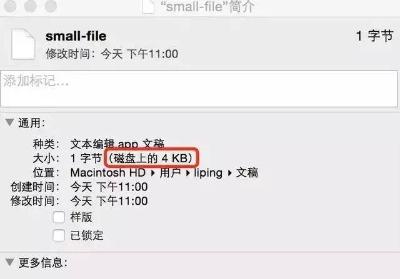 “small-file”简介
small-file
1 字节
修改时间：今天 下午11:00
添加标记…
通用：
种类： 文本编辑.app 文稿
大小： 1 字节（磁盘上的 4 KB）
位置： Macintosh HD ▸ 用户 ▸ liping ▸ 文稿
创建时间： 今天 下午11:00
修改时间： 今天 下午11:00
样版
已锁定
更多信息：